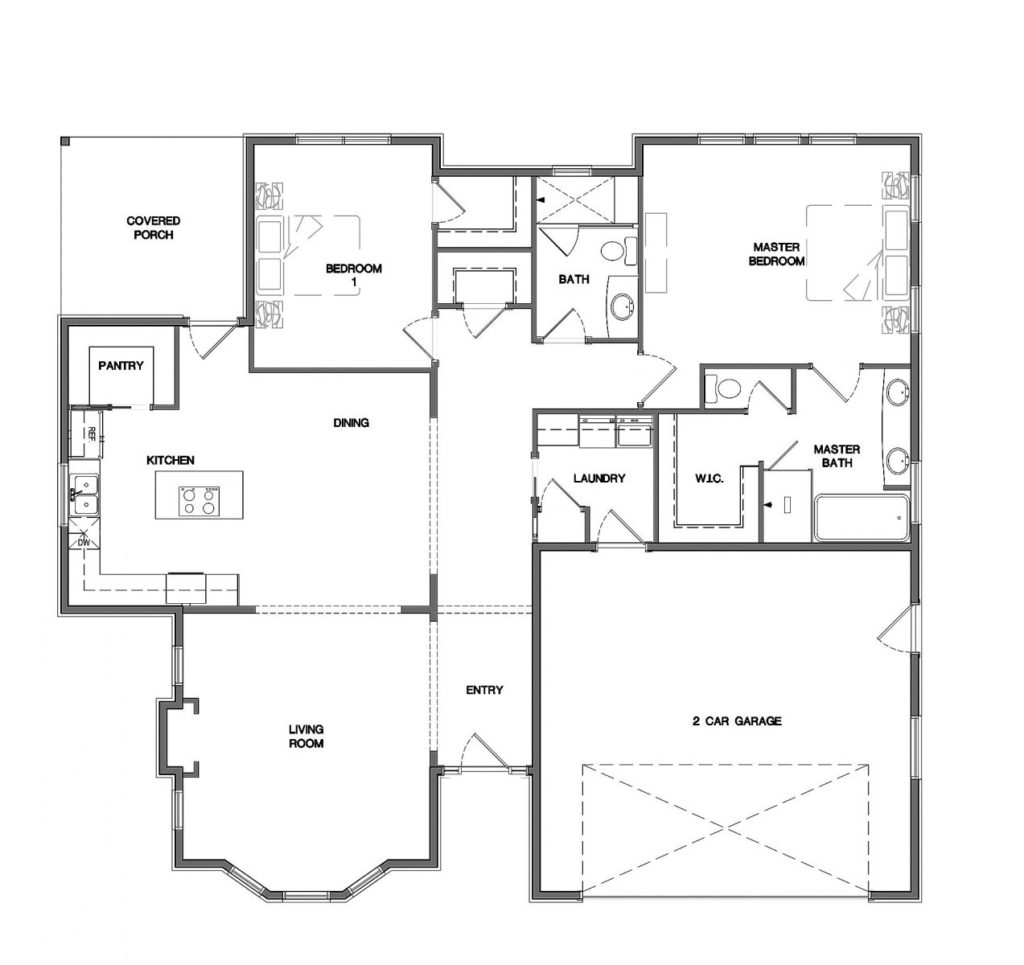 COVERED
PORCH
BEDROOM
1
MASTER
BEDROOM
BATH
PANTRY
DINING
REF.
KITCHEN
LAUNDRY
W.I.C.
MASTER
BATH
DW
ENTRY
LIVING
ROOM
2 CAR GARAGE